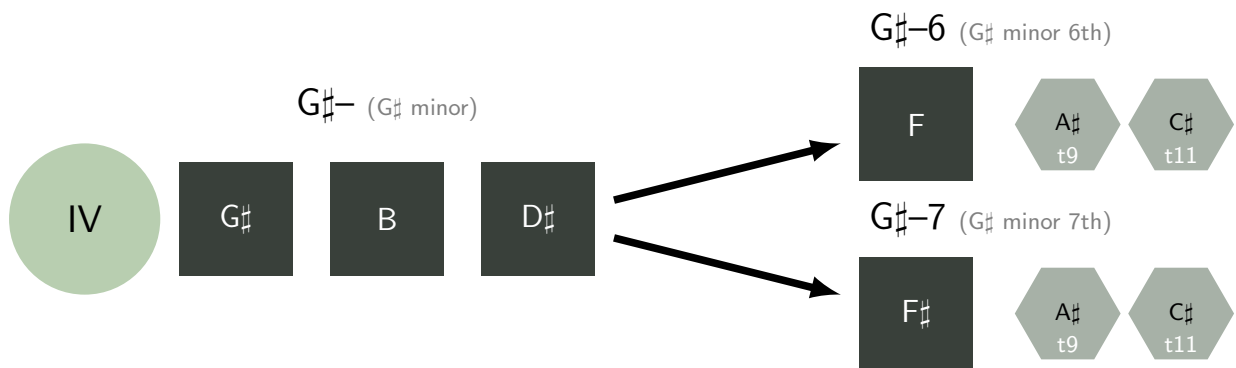 G♯–6 (G♯ minor 6th)
G♯– (G♯ minor)
F
A♯
t9
C♯
t11
IV
G♯
B
D♯
G♯–7 (G♯ minor 7th)
F♯
A♯
t9
C♯
t11